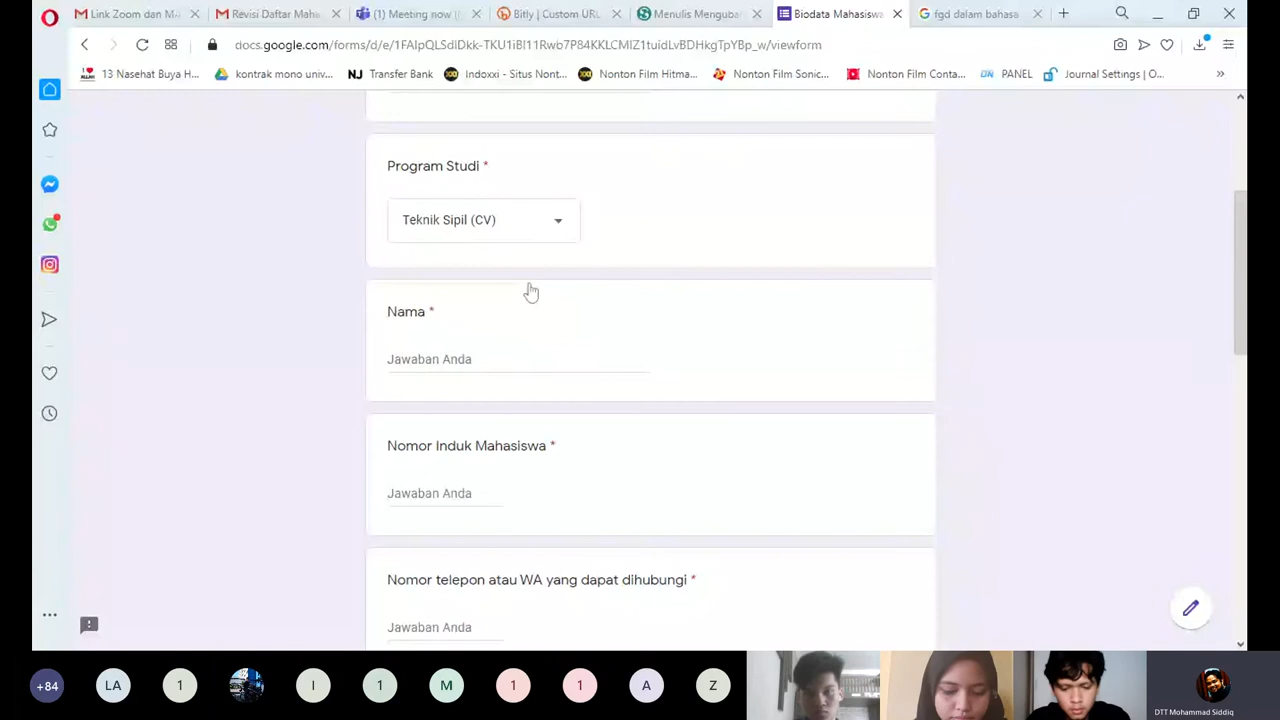 Link Zoom dan Ma
Revisi Daftar Mahi
(1) Meeting now |
Bitly | Custom URL
Menulis Mengubah
Biodata Mahasiswa
fgd dalam bahasa
docs.google.com/forms/d/e/
13 Nasehat Buya H...
kontrak mono univ...
NJ Transfer Bank
Indoxxi - Situs Nont...
Nonton Film Hitma...
Nonton Film Sonic...
Nonton Film Conta...
DN PANEL
Journal Settings | O...
»
Program Studi *
Teknik Sipil (CV)
Nama *
Jawaban Anda
Nomor Induk Mahasiswa *
Jawaban Anda
Nomor telepon atau WA yang dapat dihubungi *
Jawaban Anda
+84
LA
1
I
1
M
1
1
A
Z
DTT Mohammad Siddiq